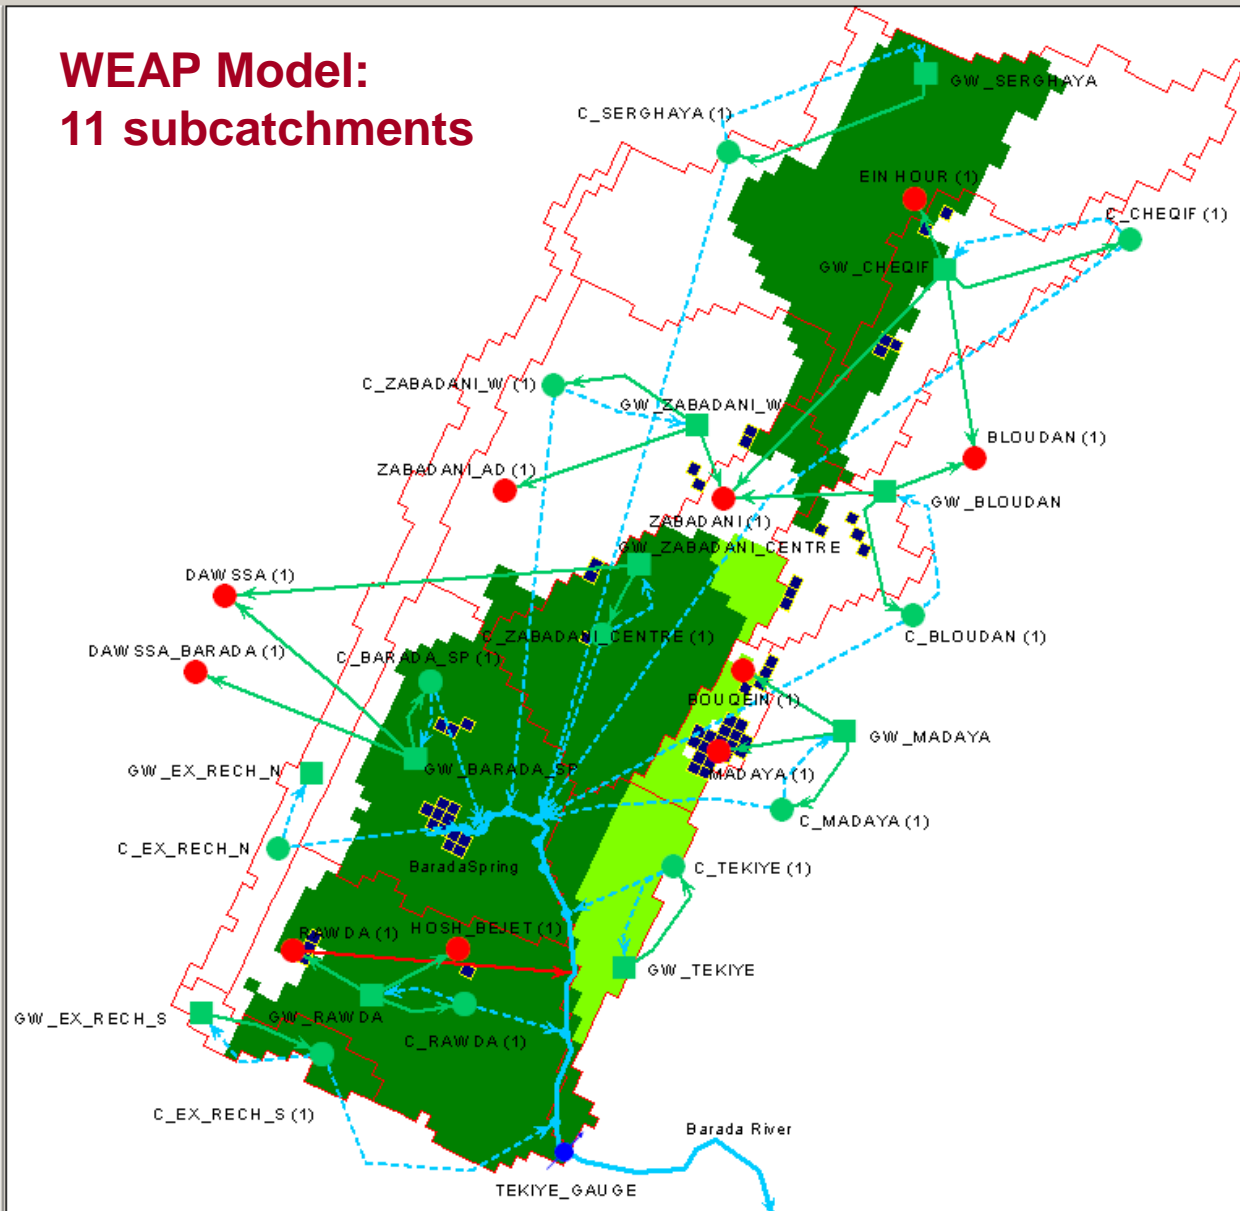 WEAP Model:
11 subcatchments
GW_SERGHAYA
C_SERGHAYA (1)
EIN HOUR (1)
C_CHEQIF (1)
GW_CHEQIF
C_ZABADANI_W (1)
GW_ZABADANI_W
BLOUDAN (1)
ZABADANI_AD (1)
GW_BLOUDAN
ZABADANI (1)
GW_ZABADANI_CENTRE
DAWSSA (1)
C_ZABADANI_CENTRE (1)
C_BLOUDAN (1)
DAWSSA_BARADA (1)
C_BARADA_SP (1)
BOUQEIN (1)
GW_MADAYA
GW_EX_RECH_N
GW_BARADA_SP
MADAYA (1)
C_MADAYA (1)
C_EX_RECH_N
BaradaSpring
C_TEKIYE (1)
RAWDA (1)
HOSH_BEJET (1)
GW_TEKIYE
GW_EX_RECH_S
GW_RAWDA
C_RAWDA (1)
C_EX_RECH_S (1)
Barada River
TEKIYE_GAUGE